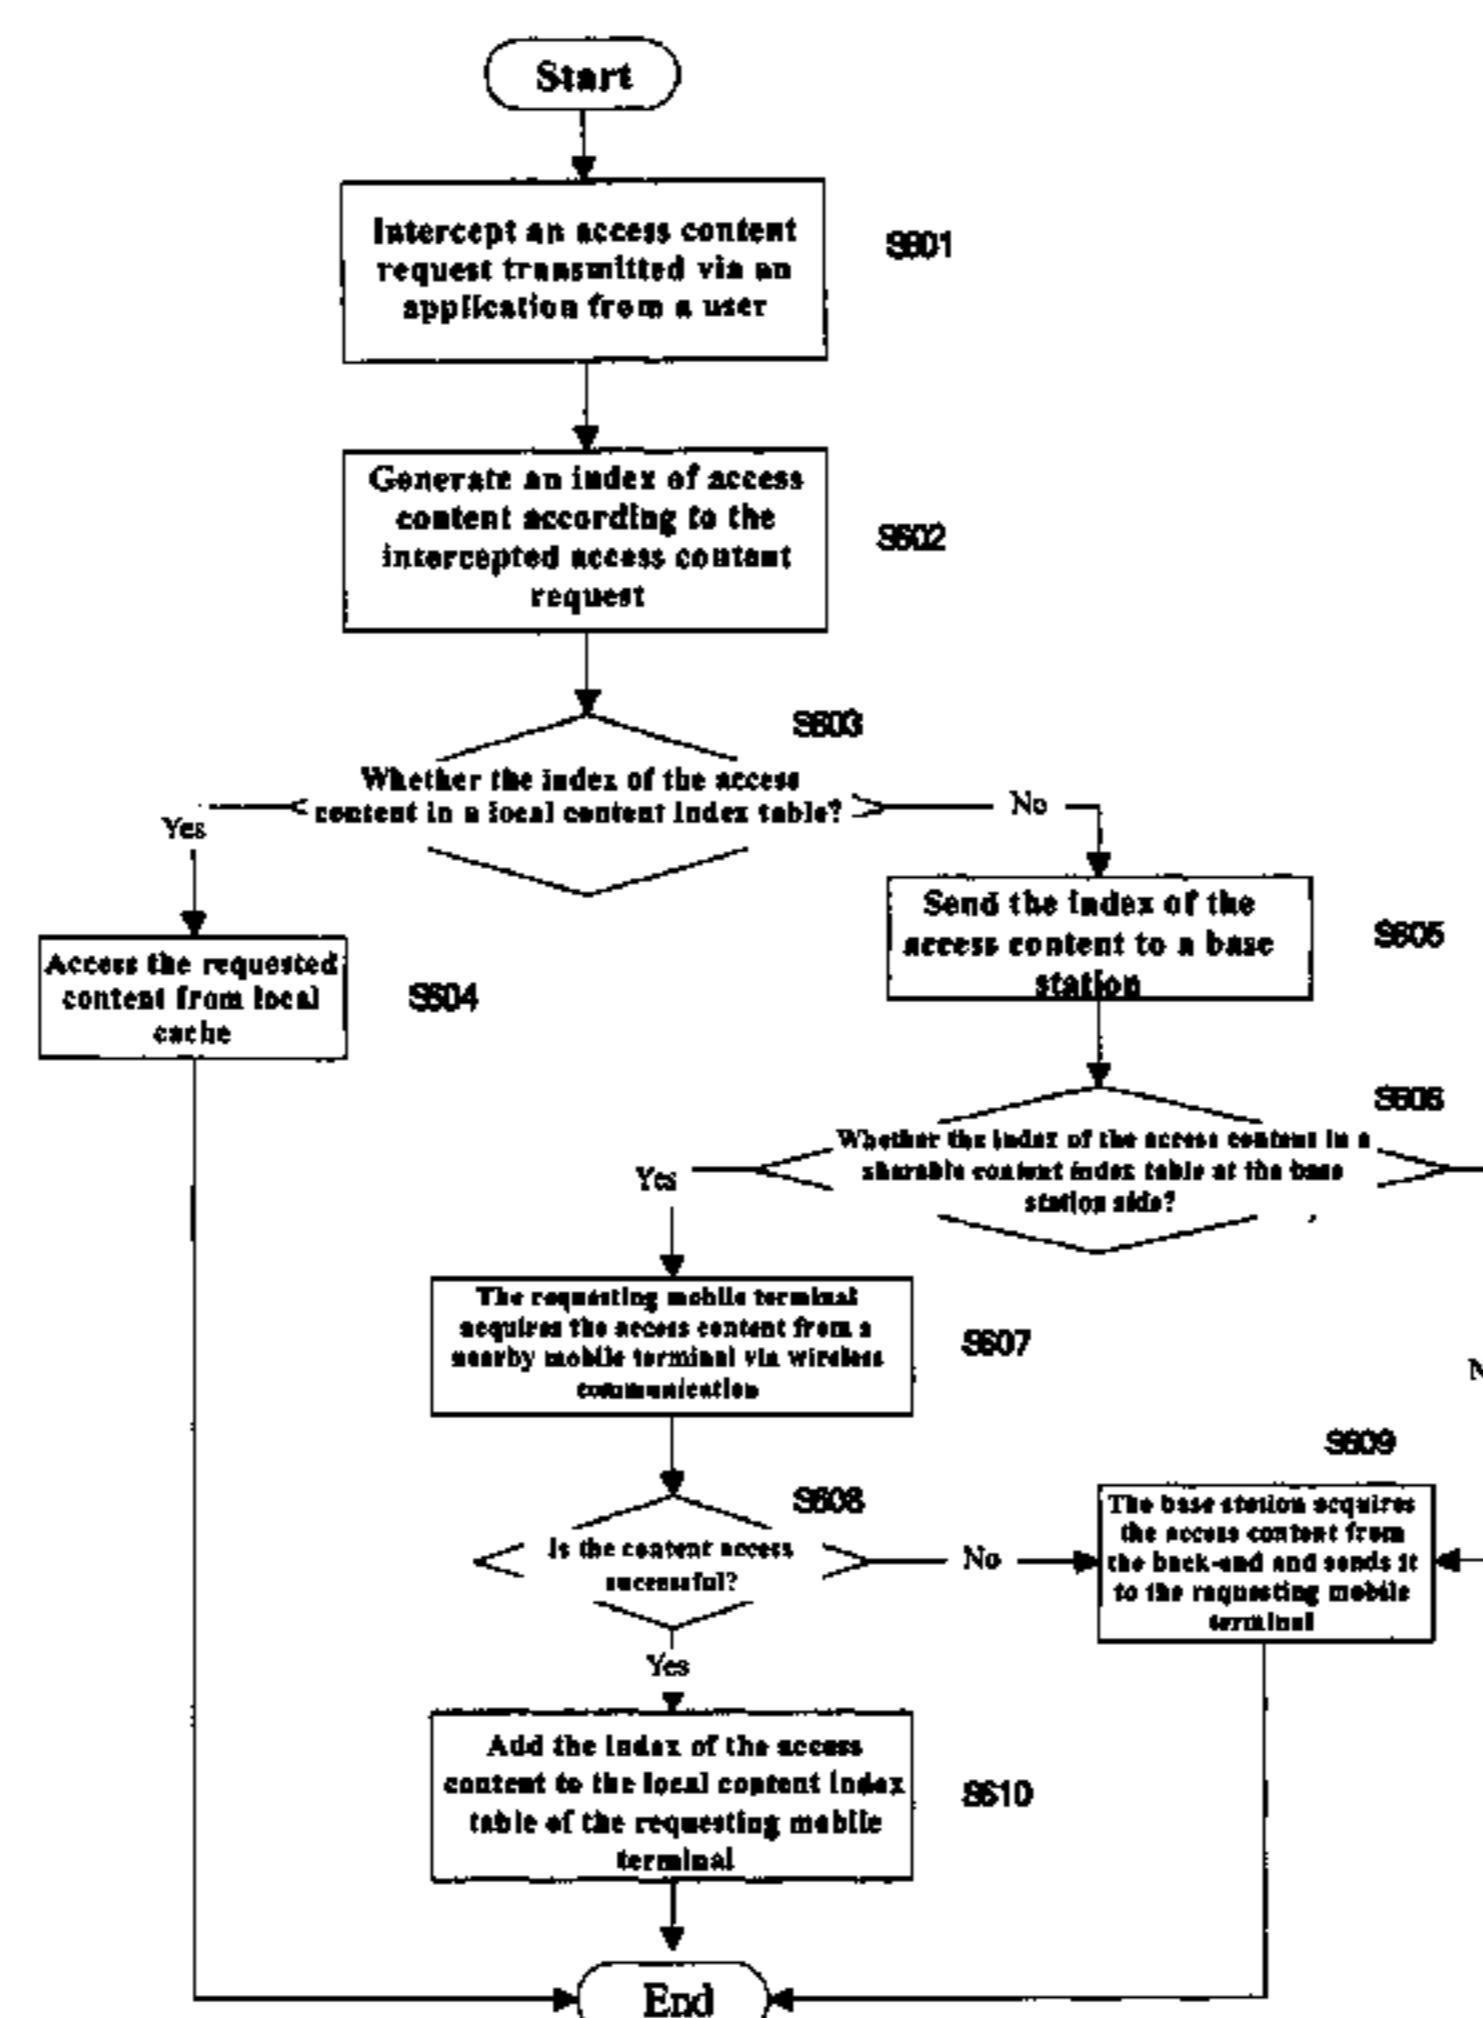 Start
Intercept an access content
request transmitted via an
application from a user
S601
Generate an index of access
content according to the
intercepted access content
request
S602
S603
Whether the index of the access
content in a local content index table?
Yes
No
Send the index of the
access content to a base
station
S605
Access the requested
content from local
cache
S604
S606
Whether the index of the access content in a
sharable content index table at the base
station side?
Yes
The requesting mobile terminal
acquires the access content from a
nearby mobile terminal via wireless
communication
S607
N
S609
The base station acquires
the access content from
the back-end and sends it
to the requesting mobile
terminal
S608
Is the content access
successful?
No
Yes
Add the index of the access
content to the local content index
table of the requesting mobile
terminal
S610
End